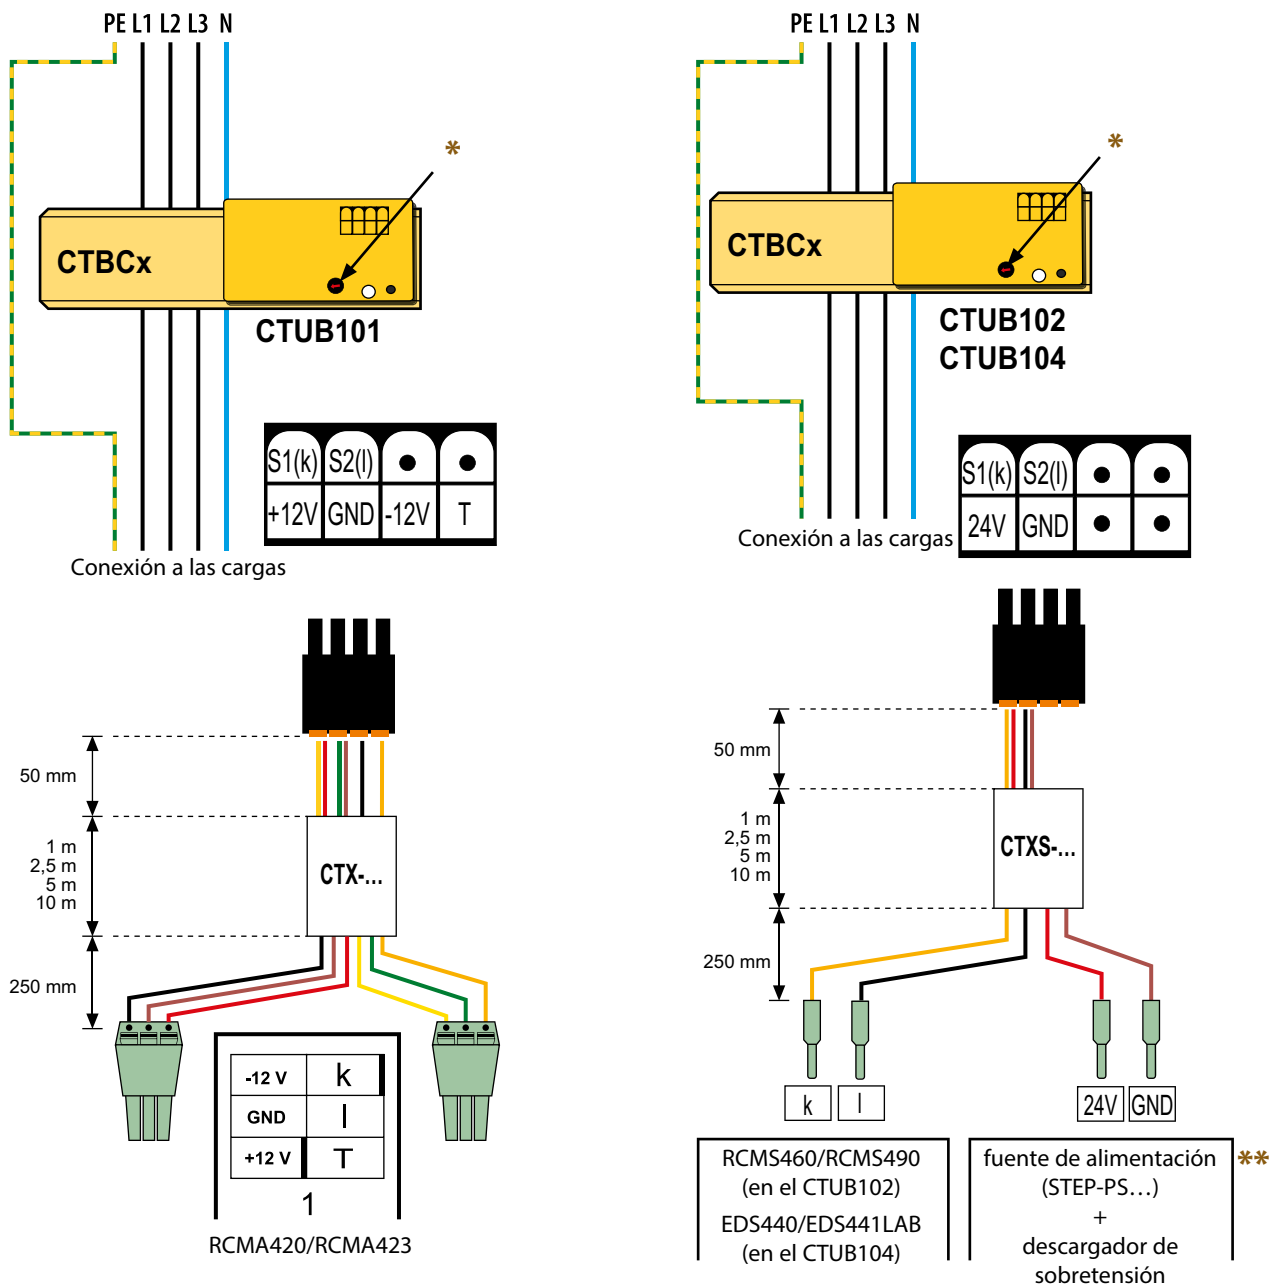 PE L1 L2 L3 N
*
CTBCx
CTUB101
S1(k) S2(l)
+12V GND -12V T
Conexión a las cargas
50 mm
1 m
2,5 m
5 m
10 m
CTX-...
250 mm
-12 V k
GND l
+12 V T
1
RCMA420/RCMA423
PE L1 L2 L3 N
*
CTBCx
CTUB102
CTUB104
S1(k) S2(l)
24V GND
Conexión a las cargas
50 mm
1 m
2,5 m
5 m
10 m
CTXS-...
250 mm
k l 24V GND
RCMS460/RCMS490
(en el CTUB102)
EDS440/EDS441LAB
(en el CTUB104)
fuente de alimentación **
(STEP-PS…)
+
descargador de
sobretensión